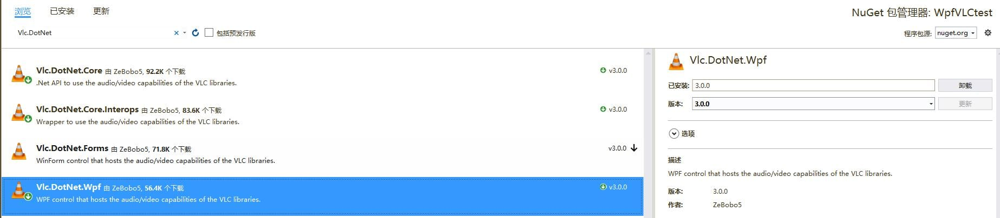 浏览 已安装 更新
NuGet 包管理器: WpfVLCtest
Vlc.DotNet
包括预发行版
程序包源: nuget.org
Vlc.DotNet.Core 由 ZeBobo5, 92.2K 个下载 v3.0.0
.Net API to use the audio/video capabilities of the VLC libraries.
Vlc.DotNet.Core.Interops 由 ZeBobo5, 83.6K 个下载 v3.0.0
Wrapper to use the audio/video capabilities of the VLC libraries.
Vlc.DotNet.Forms 由 ZeBobo5, 71.8K 个下载 v3.0.0
WinForm control that hosts the audio/video capabilities of the VLC libraries.
Vlc.DotNet.Wpf 由 ZeBobo5, 56.4K 个下载 v3.0.0
WPF control that hosts the audio/video capabilities of the VLC libraries.
Vlc.DotNet.Wpf
已安装: 3.0.0 卸载
版本: 3.0.0 更新
选项
描述
WPF control that hosts the audio/video capabilities of the VLC libraries.
版本: 3.0.0
作者: ZeBobo5